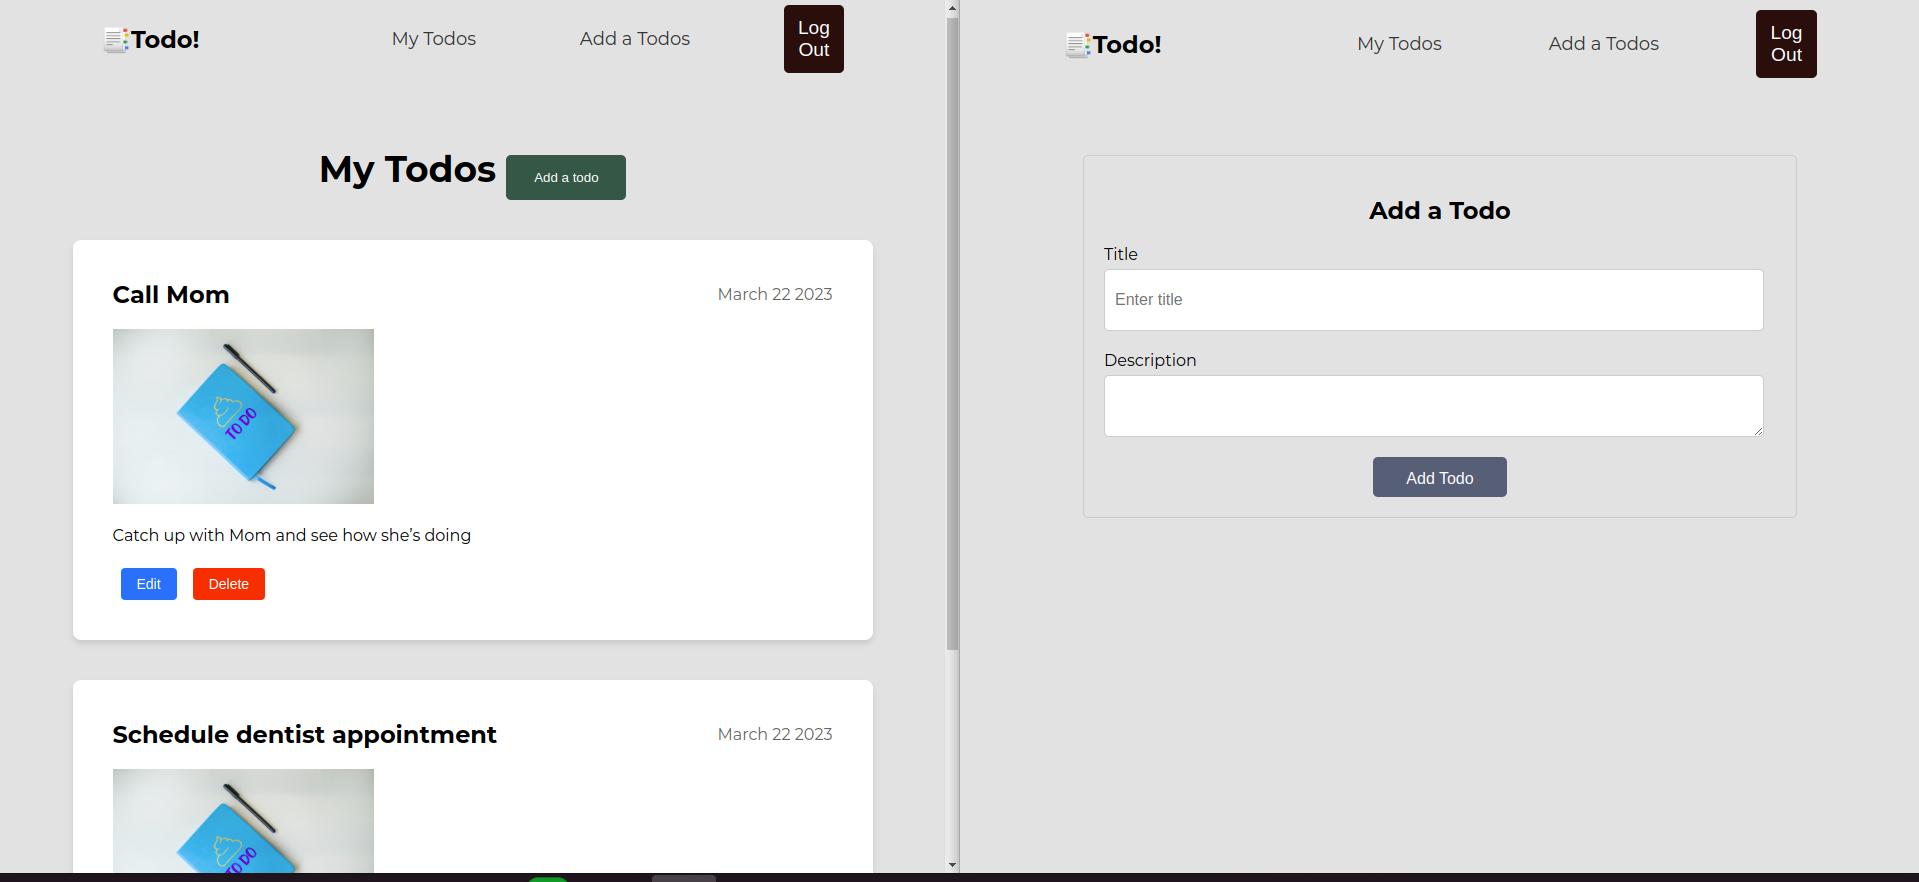 Todo!
My Todos
Add a Todos
Log
Out
My Todos
Add a todo
Call Mom
March 22 2023
TO DO
Catch up with Mom and see how she’s doing
Edit
Delete
Schedule dentist appointment
March 22 2023
TO DO
Todo!
My Todos
Add a Todos
Log
Out
Add a Todo
Title
Enter title
Description
Add Todo